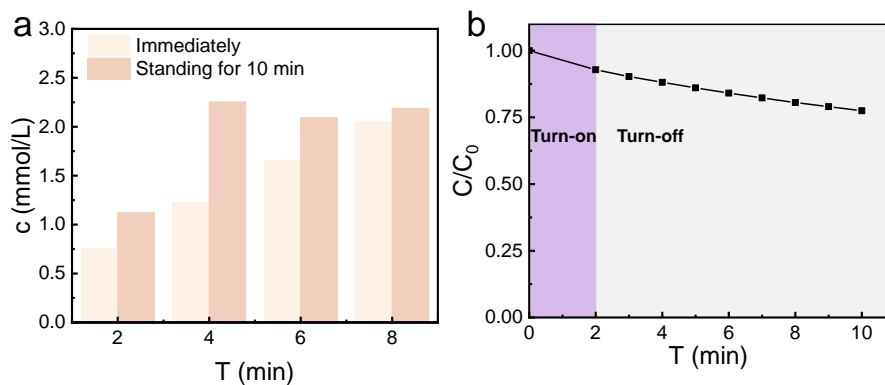 a
3.0
2.5
2.0
1.5
1.0
0.5
0.0
c (mmol/L)
Immediately
Standing for 10 min
2 4 6 8
T (min)
b
1.00
0.75
0.50
0.25
0.00
C/C₀
Turn-on Turn-off
0 2 4 6 8 10
T (min)